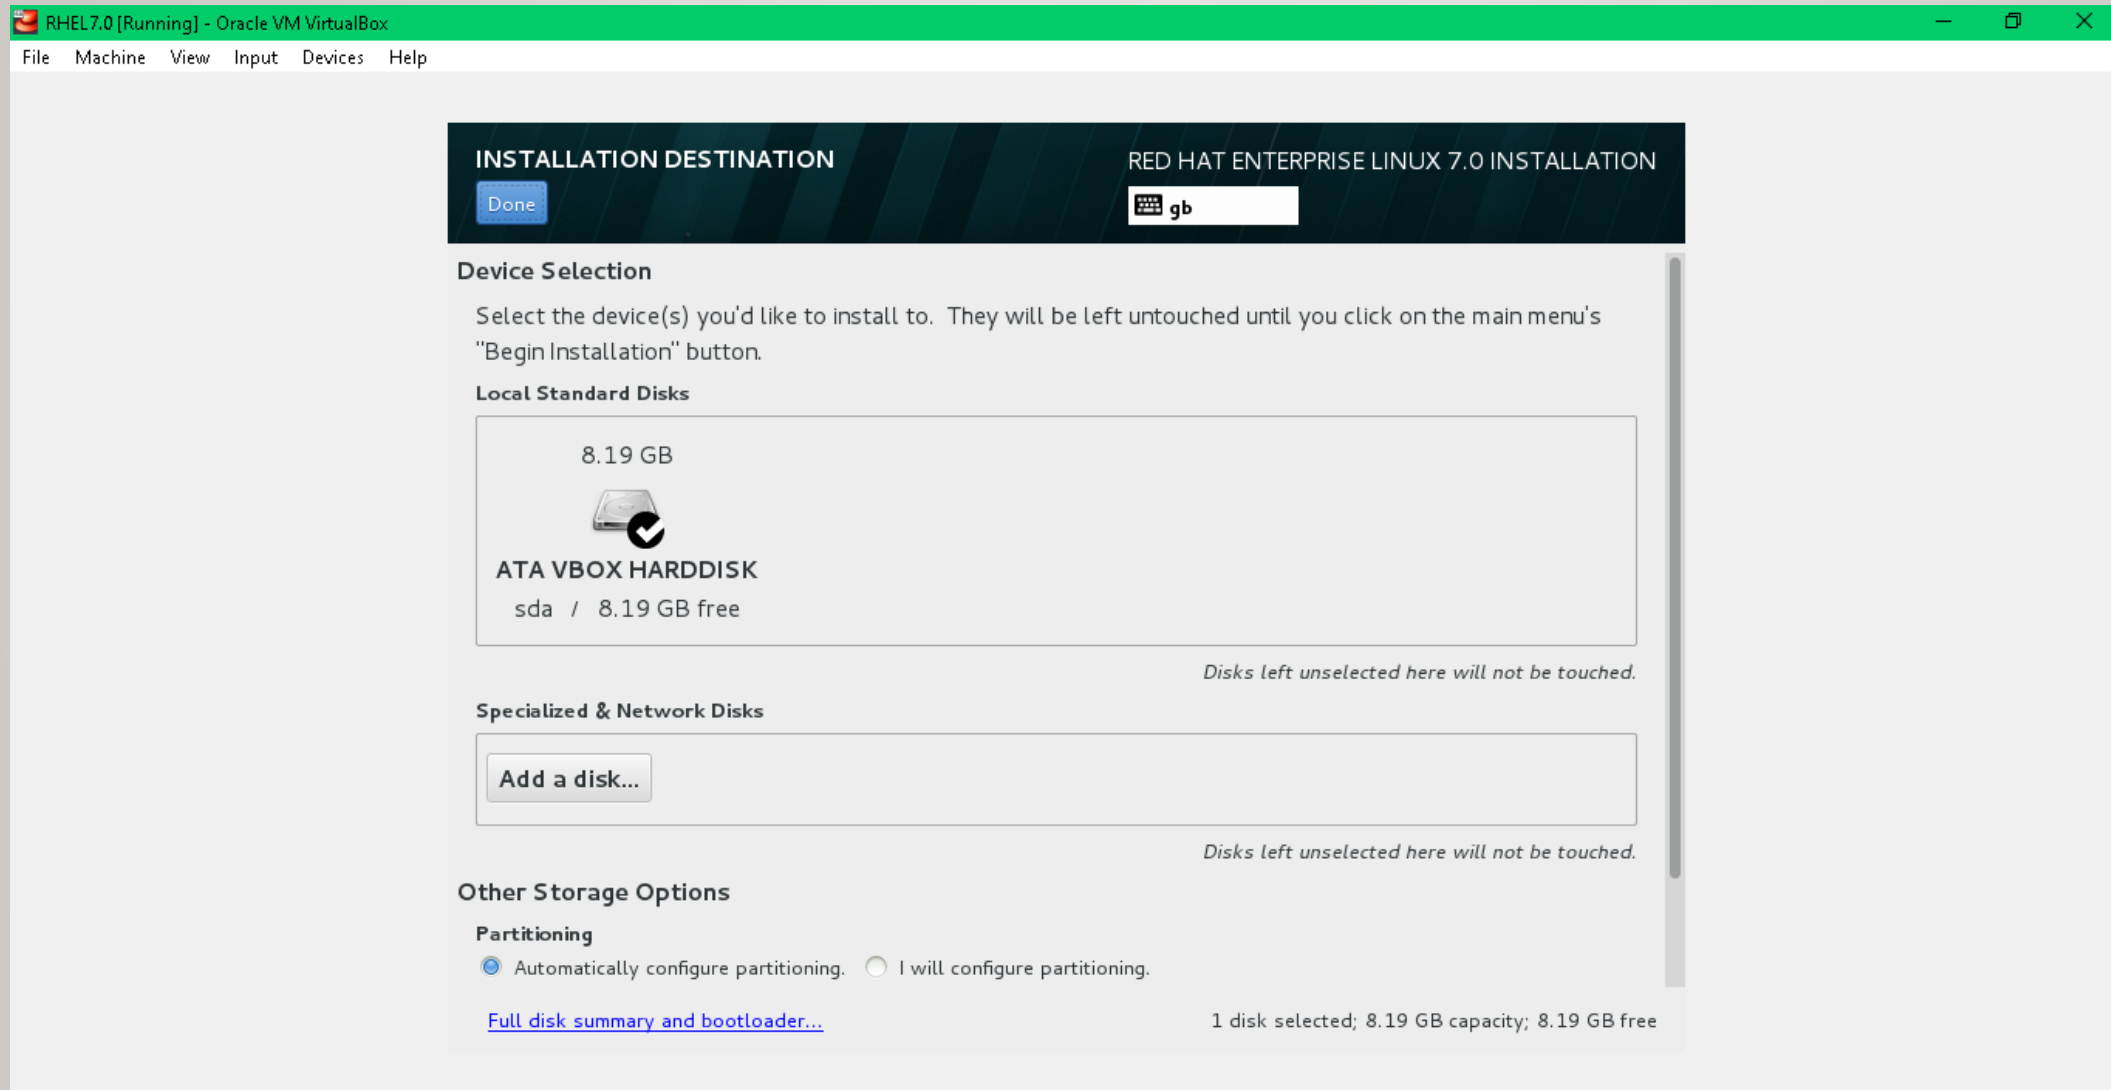 RHEL7.0 [Running] - Oracle VM VirtualBox
File Machine View Input Devices Help
INSTALLATION DESTINATION
Done
RED HAT ENTERPRISE LINUX 7.0 INSTALLATION
gb
Device Selection
Select the device(s) you'd like to install to. They will be left untouched until you click on the main menu's
"Begin Installation" button.
Local Standard Disks
8.19 GB
ATA VBOX HARDDISK
sda / 8.19 GB free
Disks left unselected here will not be touched.
Specialized & Network Disks
Add a disk...
Disks left unselected here will not be touched.
Other Storage Options
Partitioning
Automatically configure partitioning. I will configure partitioning.
Full disk summary and bootloader... 1 disk selected; 8.19 GB capacity; 8.19 GB free